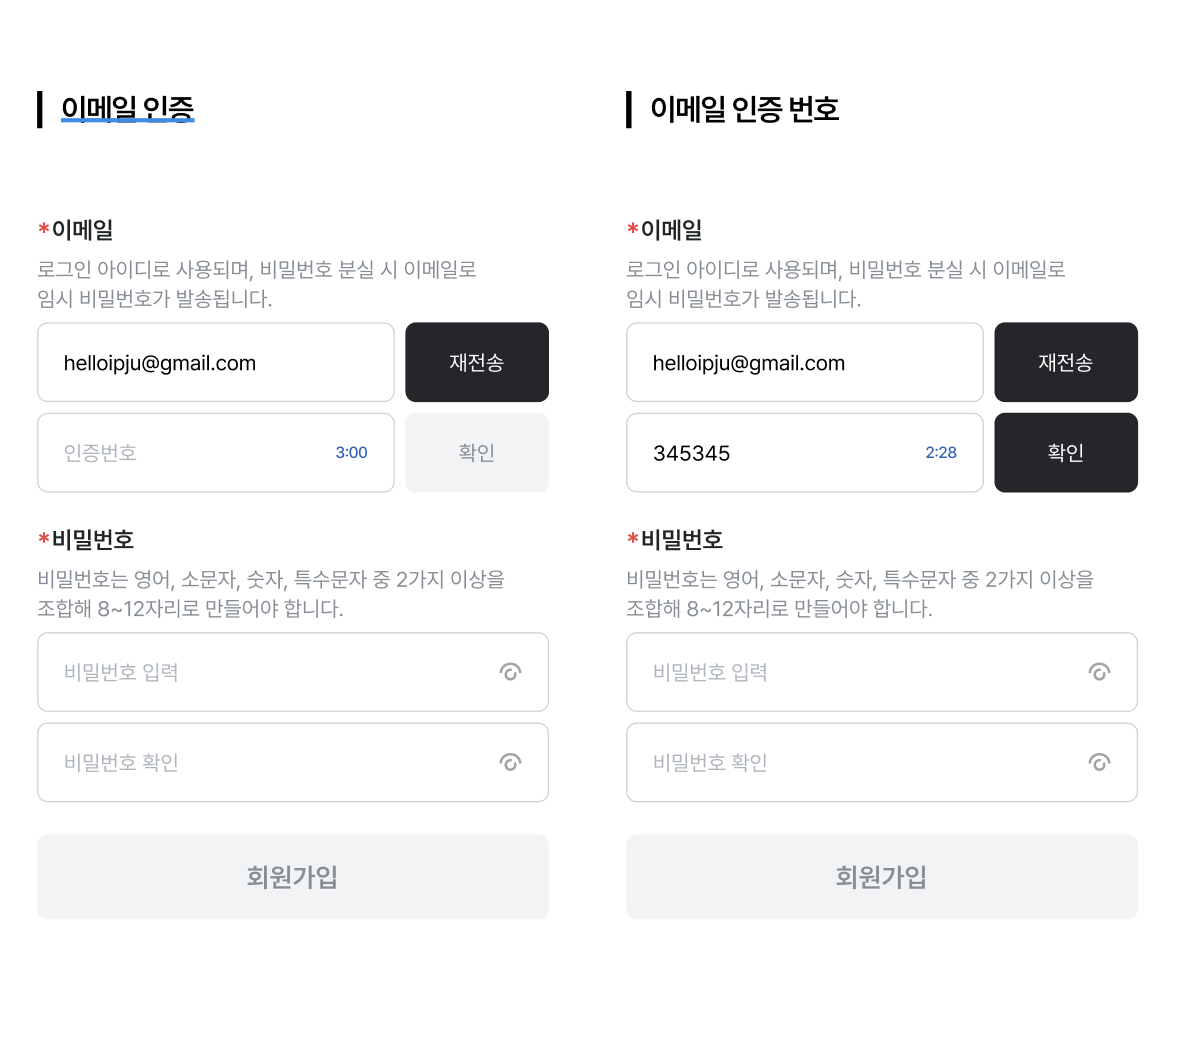 이메일 인증
*이메일
로그인 아이디로 사용되며, 비밀번호 분실 시 이메일로
임시 비밀번호가 발송됩니다.
helloipju@gmail.com
재전송
인증번호
3:00
확인
*비밀번호
비밀번호는 영어, 소문자, 숫자, 특수문자 중 2가지 이상을
조합해 8~12자리로 만들어야 합니다.
비밀번호 입력
비밀번호 확인
회원가입
이메일 인증 번호
*이메일
로그인 아이디로 사용되며, 비밀번호 분실 시 이메일로
임시 비밀번호가 발송됩니다.
helloipju@gmail.com
재전송
345345
2:28
확인
*비밀번호
비밀번호는 영어, 소문자, 숫자, 특수문자 중 2가지 이상을
조합해 8~12자리로 만들어야 합니다.
비밀번호 입력
비밀번호 확인
회원가입